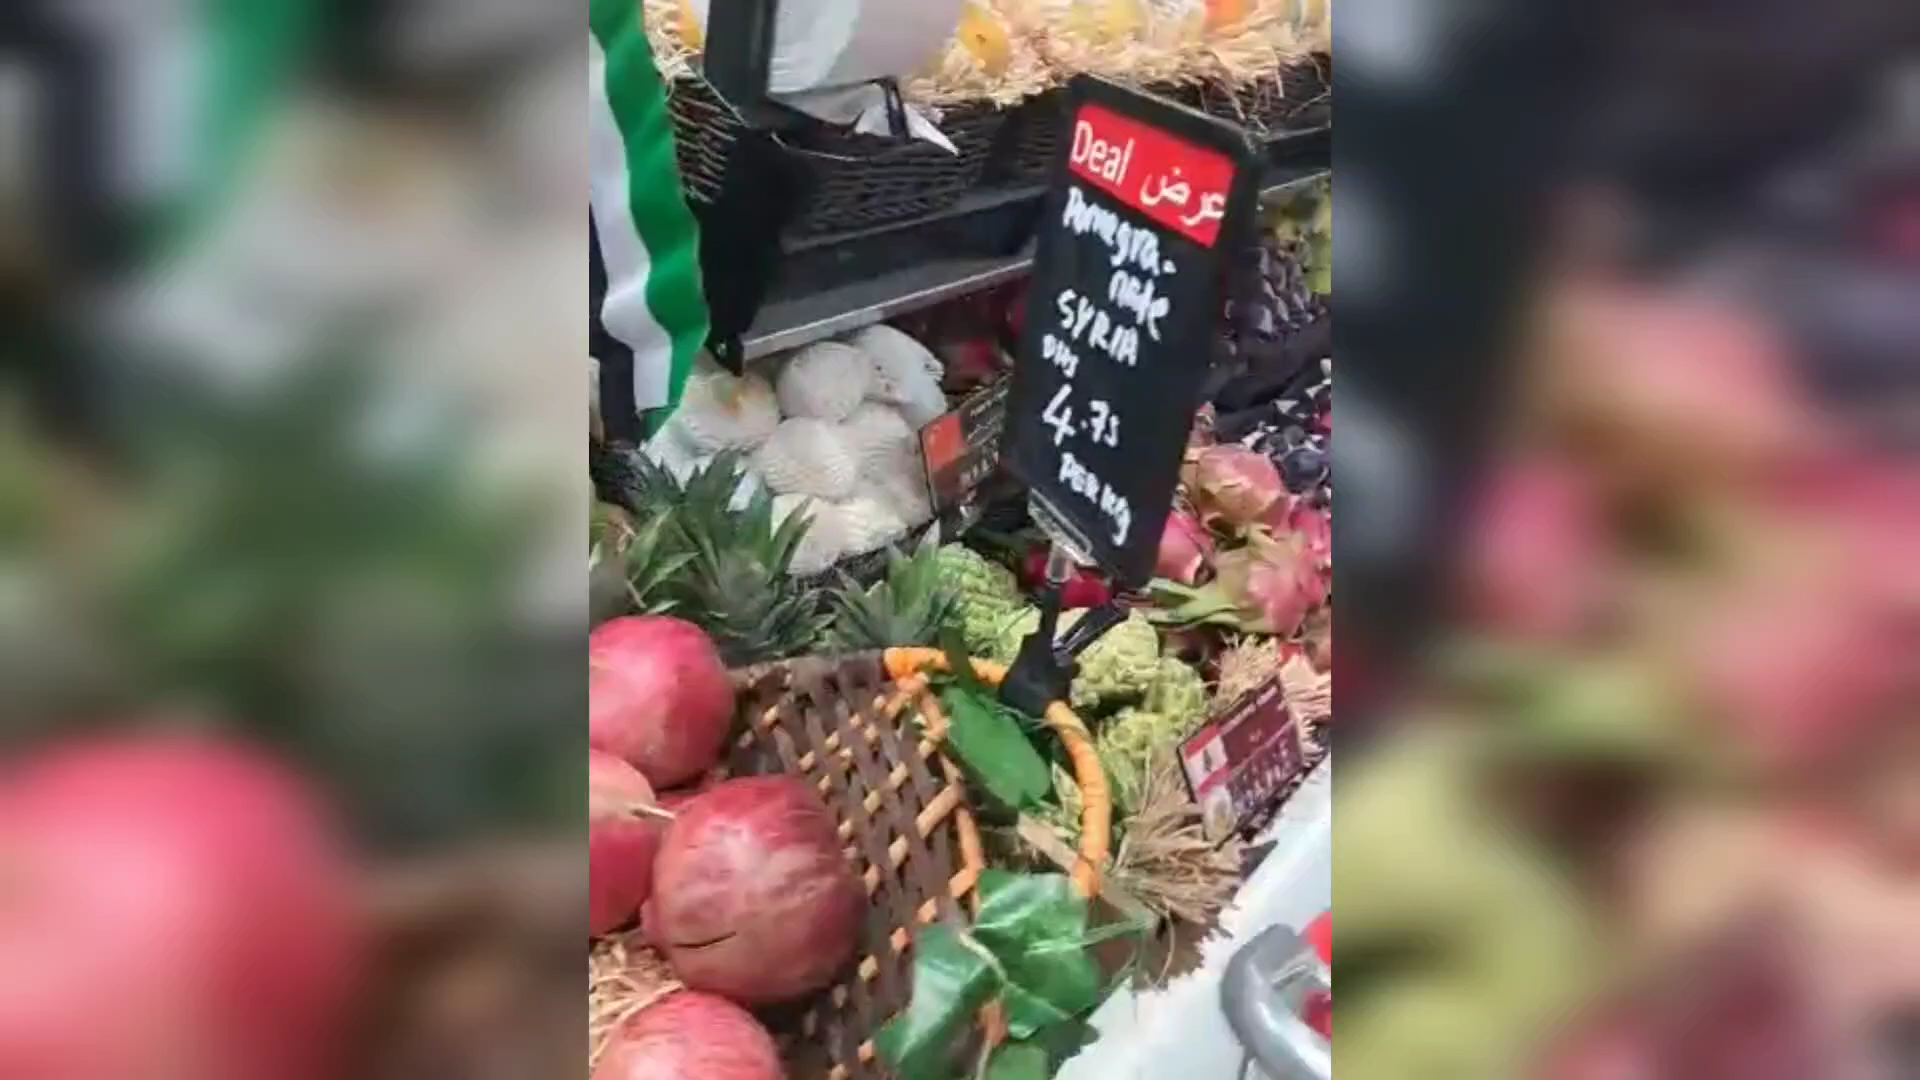 Deal عرض
Pomegra-
nate
SYRIA
DHS
4.75
PER KG